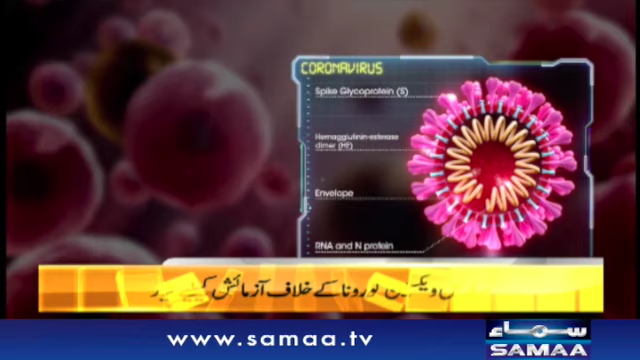 CORONAVIRUS
Spike Glycoprotein (S)
Hemagglutinin-esterase
dimer (HE)
Envelope
RNA and N protein
کورونا کے خلاف آزمائش کیلئے
www.samaa.tv
سماء
SAMAA